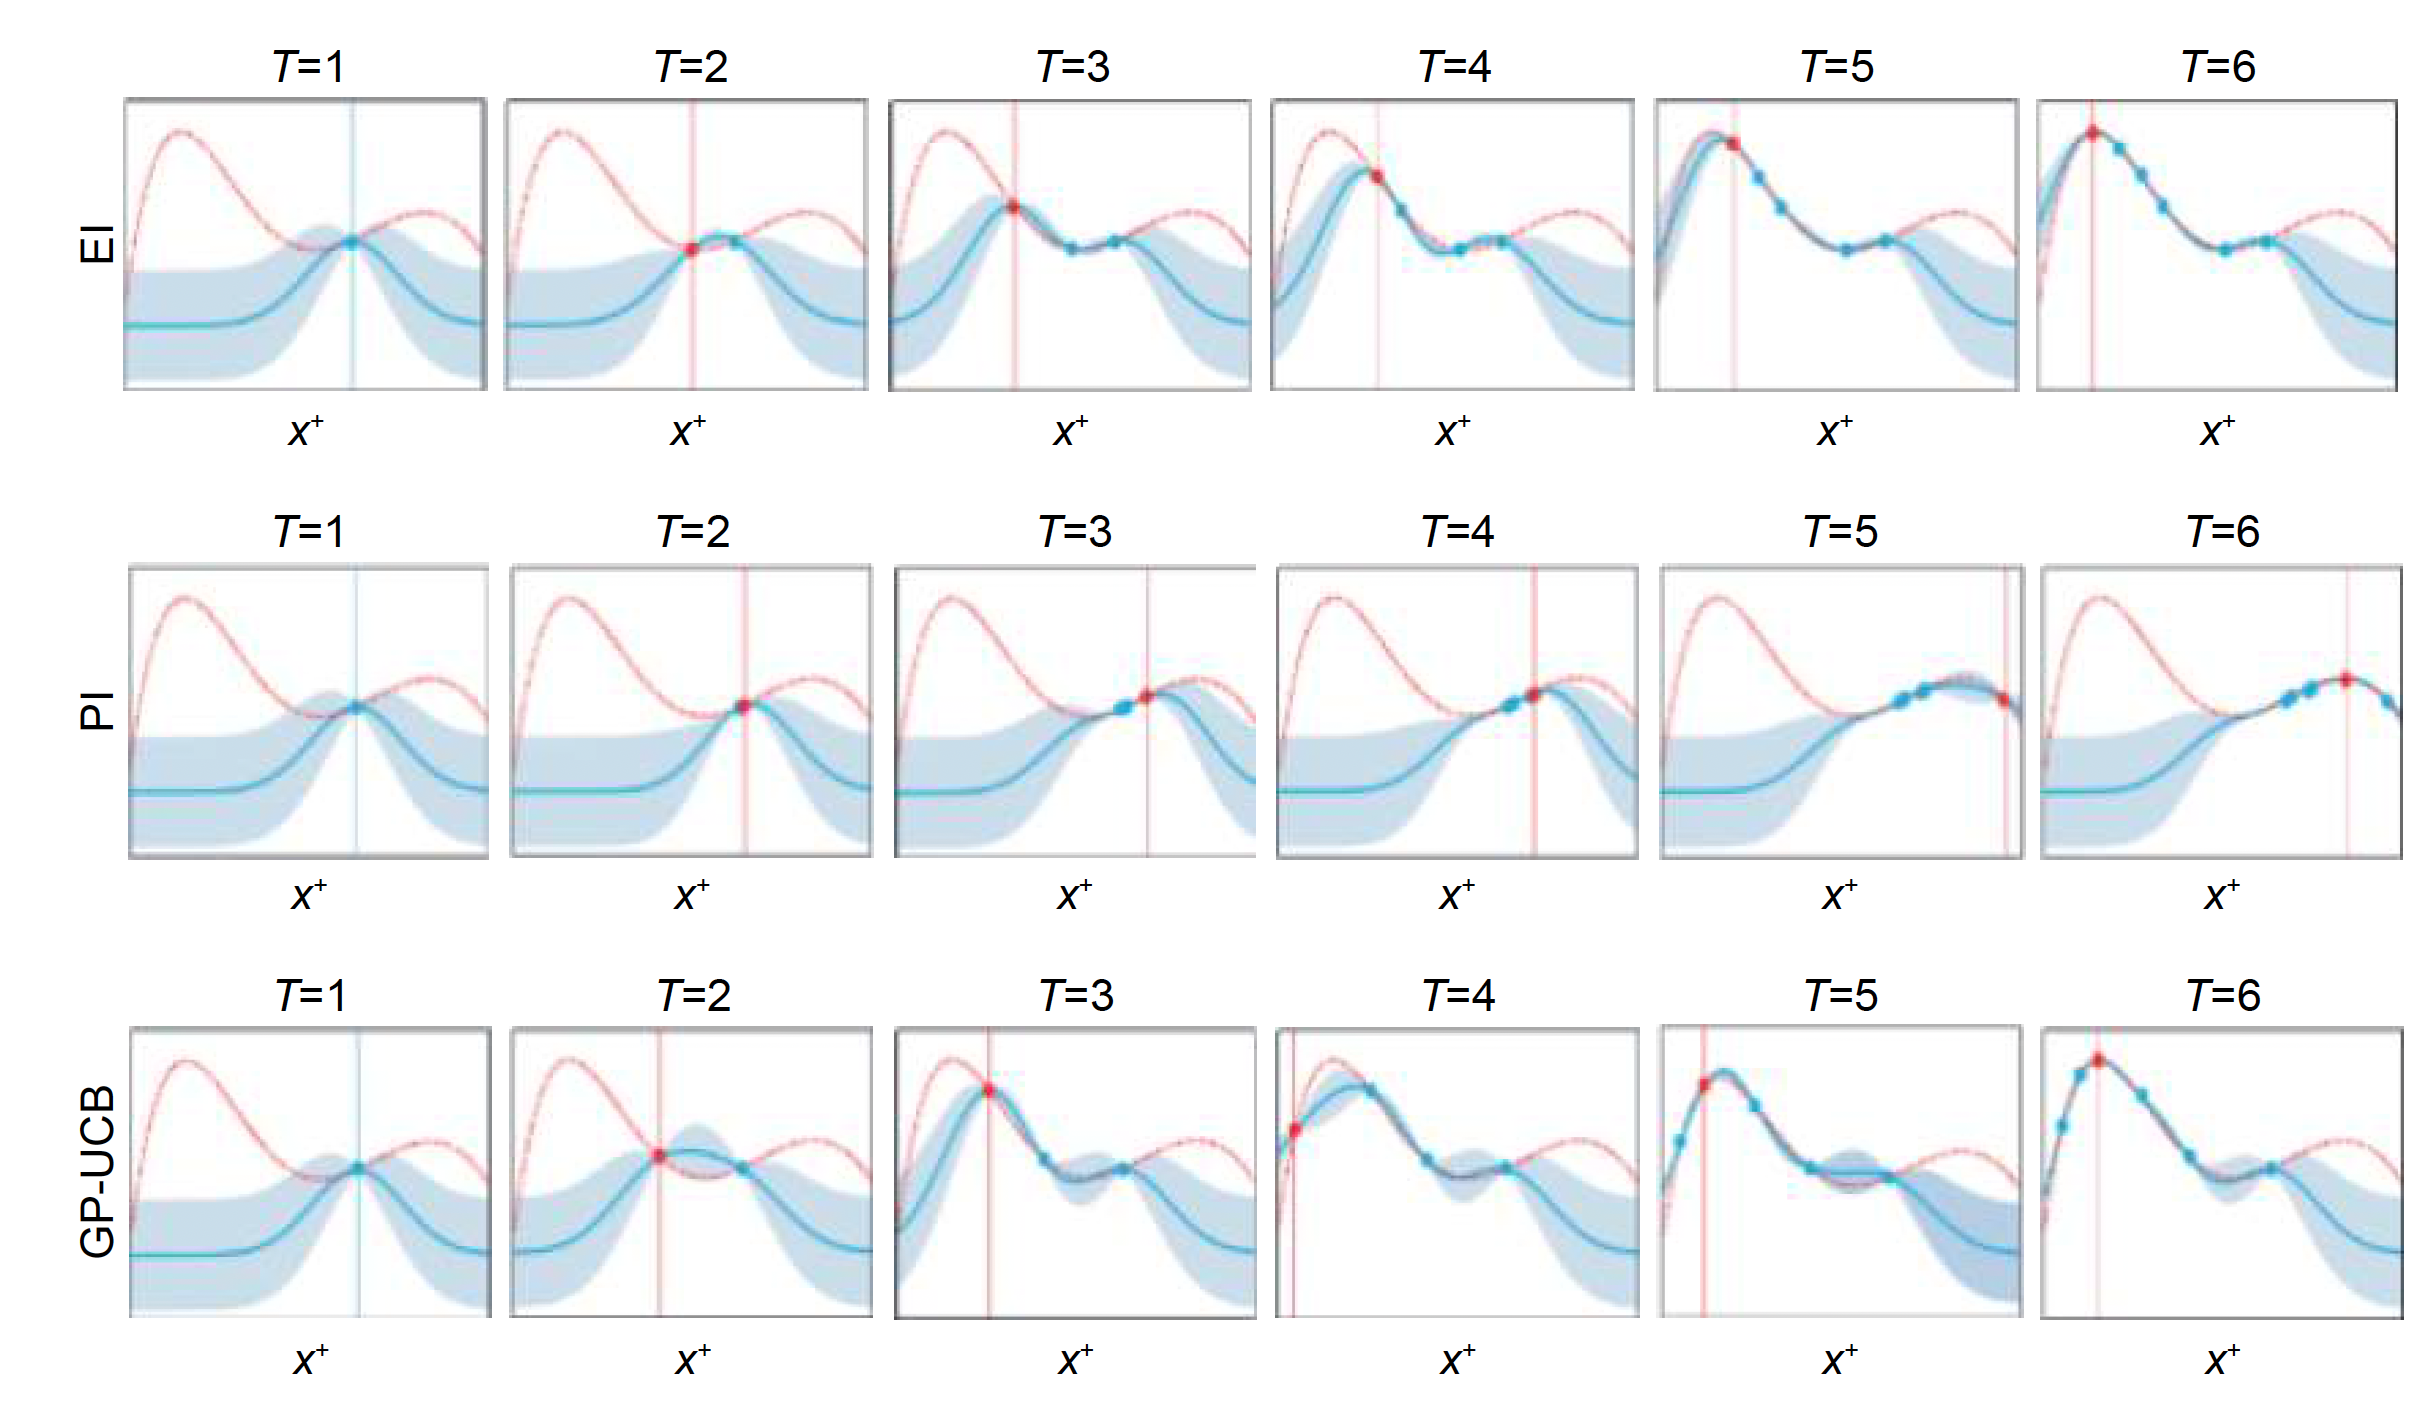 T=1 T=2 T=3 T=4 T=5 T=6
EI
x+ x+ x+ x+ x+ x+
T=1 T=2 T=3 T=4 T=5 T=6
PI
x+ x+ x+ x+ x+ x+
T=1 T=2 T=3 T=4 T=5 T=6
GP-UCB
x+ x+ x+ x+ x+ x+